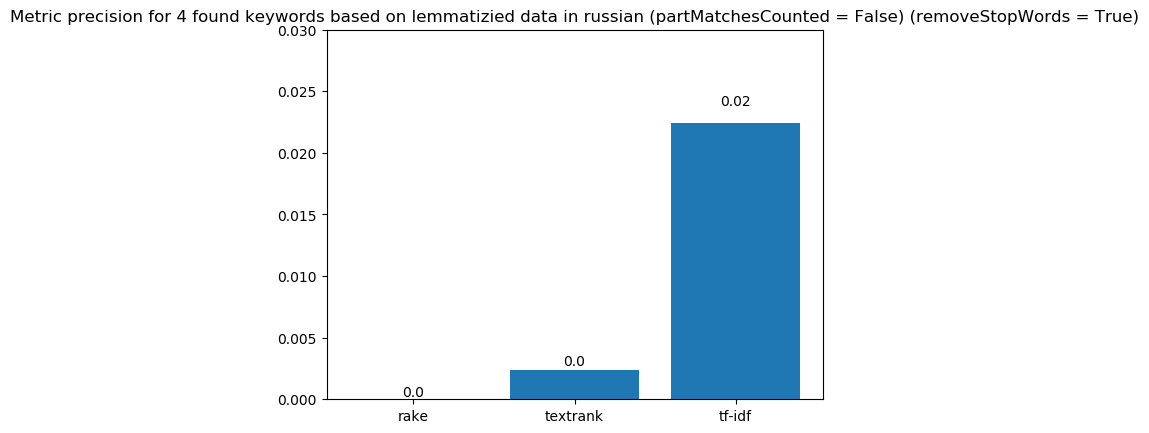 Metric precision for 4 found keywords based on lemmatizied data in russian (partMatchesCounted = False) (removeStopWords = True)
0.030
0.025
0.020
0.015
0.010
0.005
0.000
0.0
0.0
0.02
rake
textrank
tf-idf